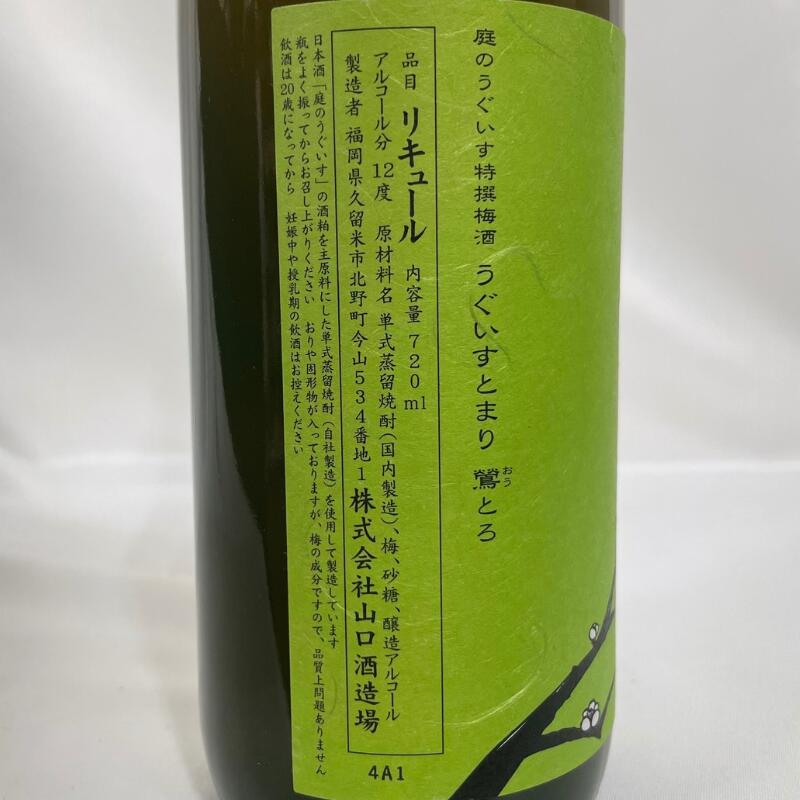 庭のうぐいす特撰梅酒 うぐいすとまり 鶯とろ
おう
品目 リキュール 内容量 720ml
アルコール分 12度 原材料名 単式蒸留焼酎(国内製造)、梅、砂糖、醸造アルコール
製造者 福岡県久留米市北野町今山534番地1 株式会社山口酒造場
日本酒「庭のうぐいす」の酒粕を主原料にした単式蒸留焼酎(自社製造)を使用して製造しています
瓶をよく振ってからお召し上がりください おりや固形物が入っておりますが、梅の成分ですので、品質上問題ありません
飲酒は20歳になってから 妊娠中や授乳期の飲酒はお控えください
4A1